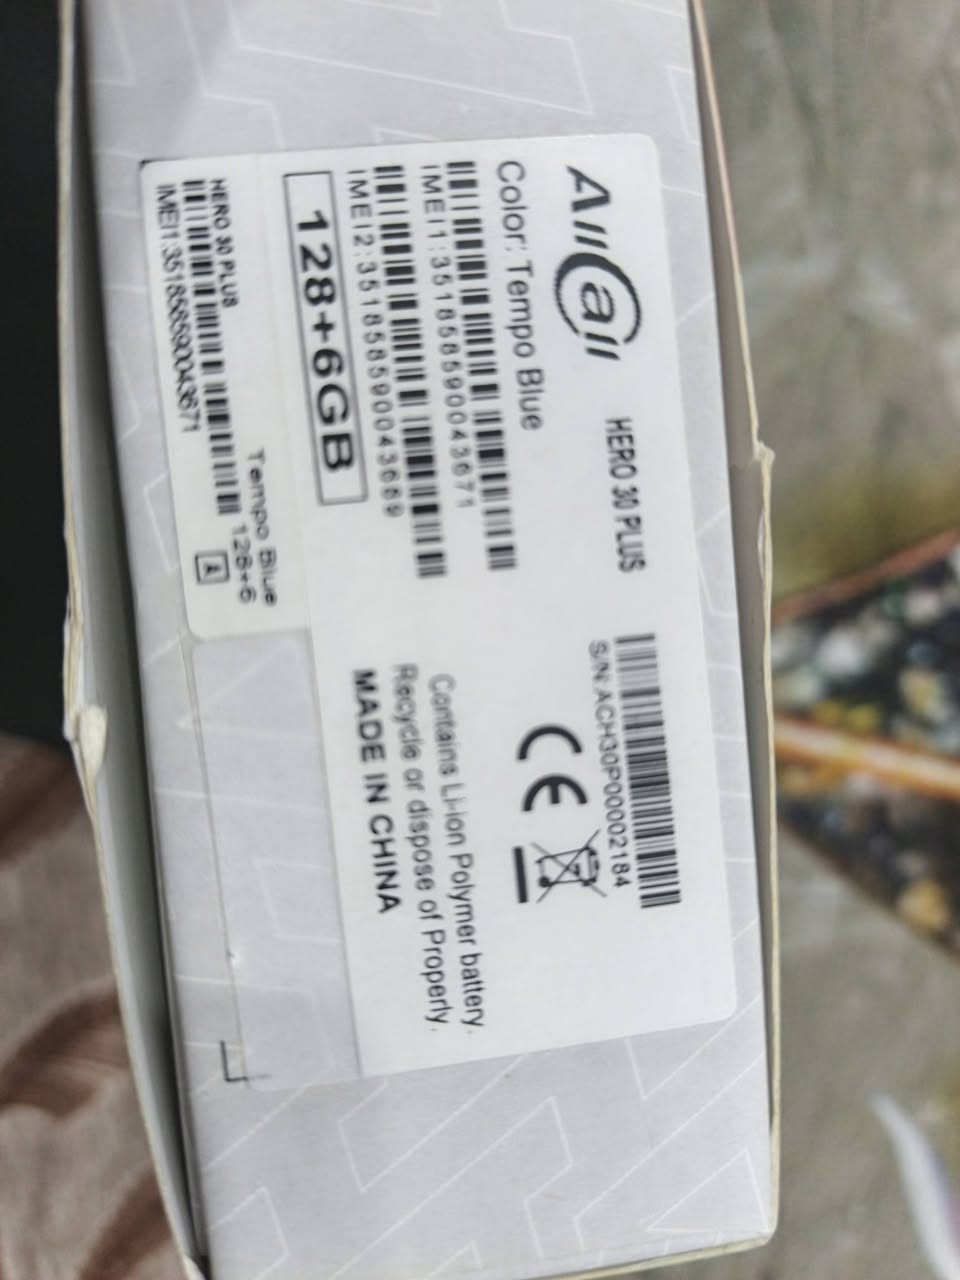 AllCall
HERO 30 PLUS
Color: Tempo Blue
IMEI1:351858590043671
IMEI2:351858590043689
128+6GB
S/N:ACH30P00002184
CE
Contains Li-ion Polymer battery.
Recycle or dispose of Properly.
MADE IN CHINA
HERO 30 PLUS
Tempo Blue
128+6
IMEI1:351858590043671
A